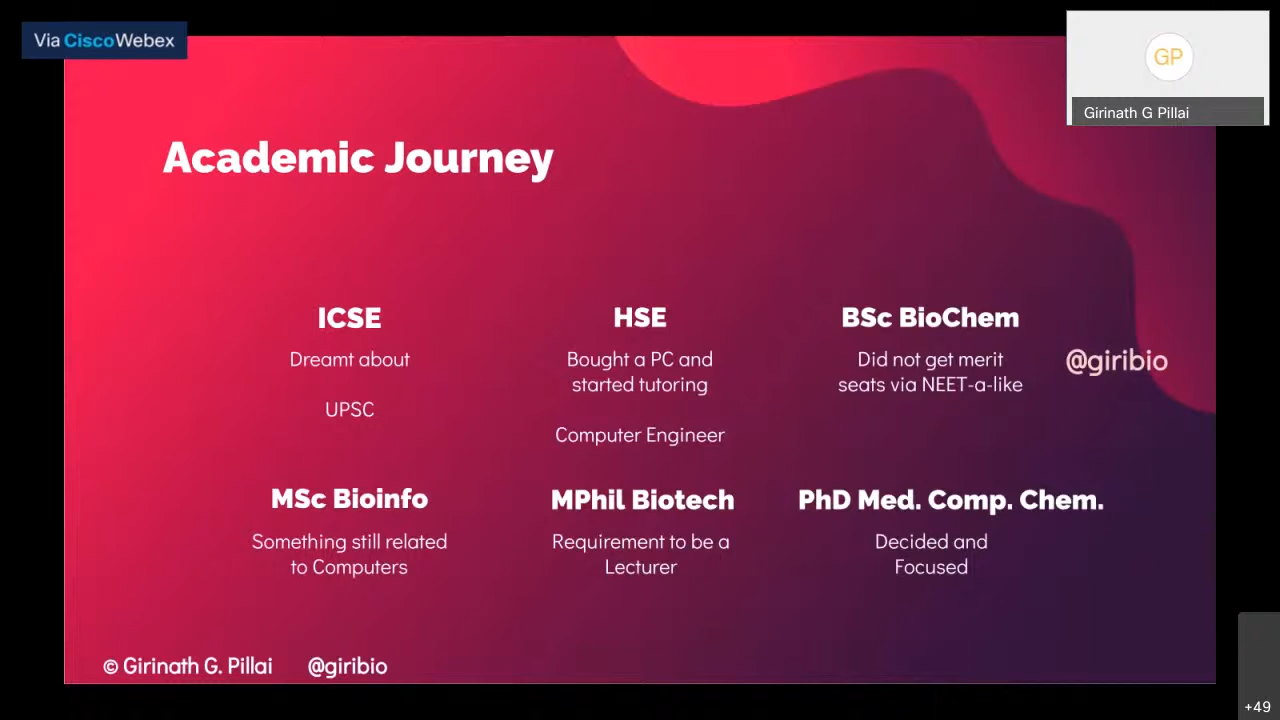 Via CiscoWebex
GP
Girinath G Pillai
Academic Journey
ICSE
Dreamt about
UPSC
HSE
Bought a PC and
started tutoring
Computer Engineer
BSc BioChem
Did not get merit
seats via NEET-a-like
@giribio
MSc Bioinfo
Something still related
to Computers
MPhil Biotech
Requirement to be a
Lecturer
PhD Med. Comp. Chem.
Decided and
Focused
© Girinath G. Pillai @giribio
+49